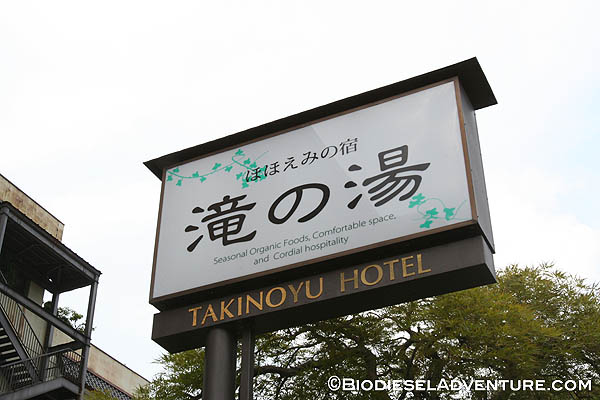 ほほえみの宿
滝の湯
Seasonal Organic Foods, Comfortable space,
and Cordial hospitality
TAKINOYU HOTEL
©BIODIESELADVENTURE.COM